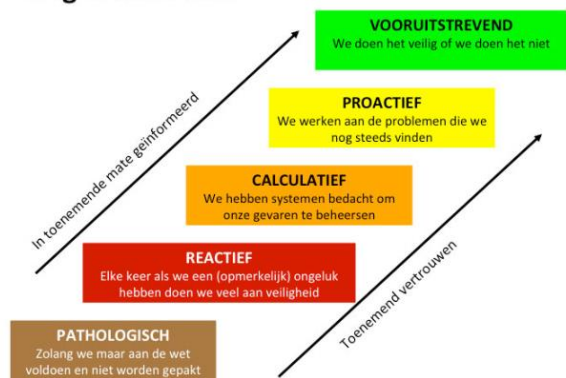 VOORUITSTREVEND
We doen het veilig of we doen het niet
PROACTIEF
We werken aan de problemen die we
nog steeds vinden
CALCULATIEF
We hebben systemen bedacht om
onze gevaren te beheersen
REACTIEF
Elke keer als we een (opmerkelijk) ongeluk
hebben doen we veel aan veiligheid
PATHOLOGISCH
Zolang we maar aan de wet
voldoen en niet worden gepakt
In toenemende mate geïnformeerd
Toenemend vertrouwen